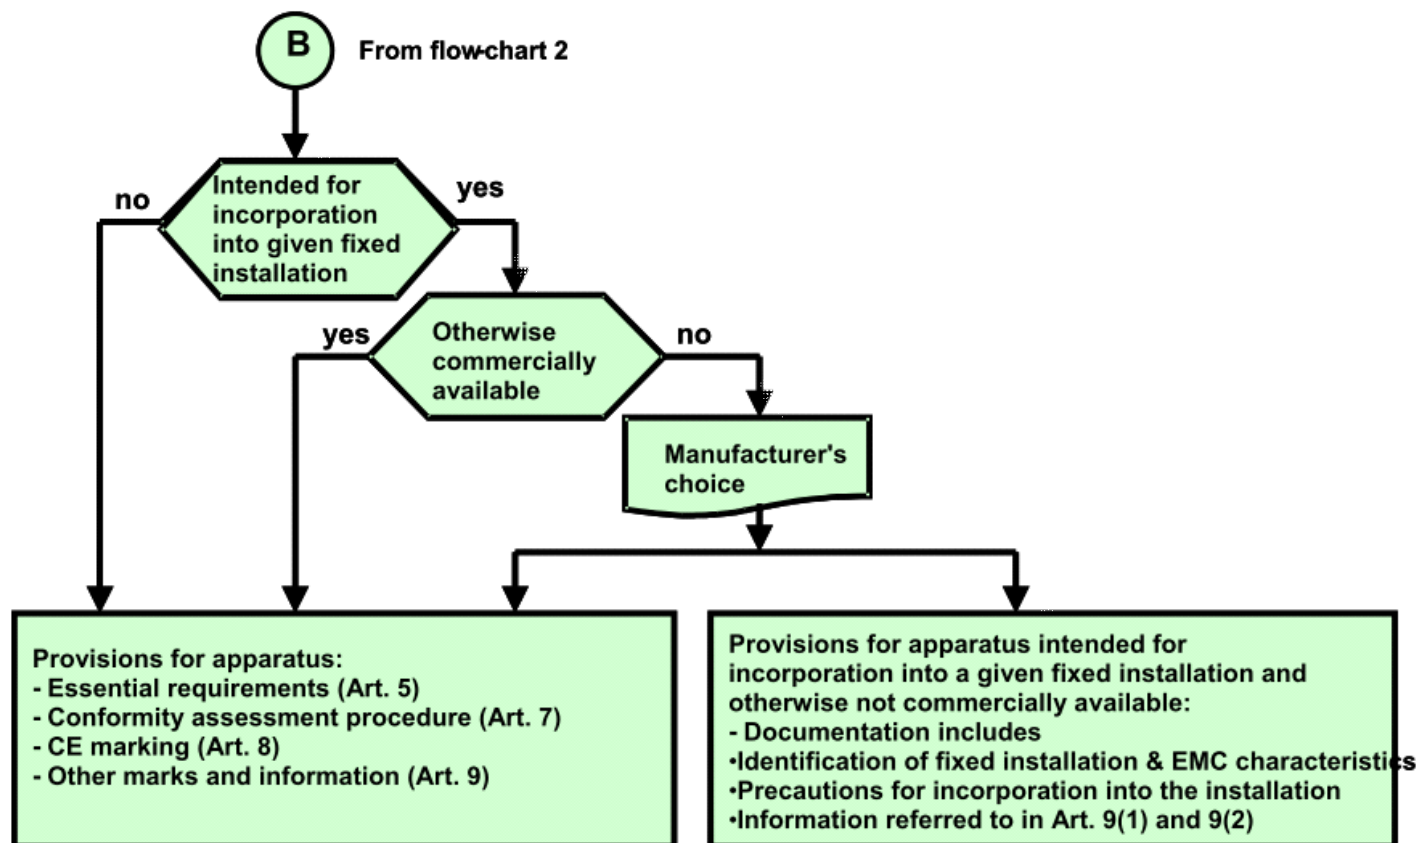 B
From flow-chart 2
no
yes
Intended for
incorporation
into given fixed
installation
yes
no
Otherwise
commercially
available
Manufacturer's
choice
Provisions for apparatus:
- Essential requirements (Art. 5)
- Conformity assessment procedure (Art. 7)
- CE marking (Art. 8)
- Other marks and information (Art. 9)
Provisions for apparatus intended for
incorporation into a given fixed installation and
otherwise not commercially available:
- Documentation includes
•Identification of fixed installation & EMC characteristics
•Precautions for incorporation into the installation
•Information referred to in Art. 9(1) and 9(2)